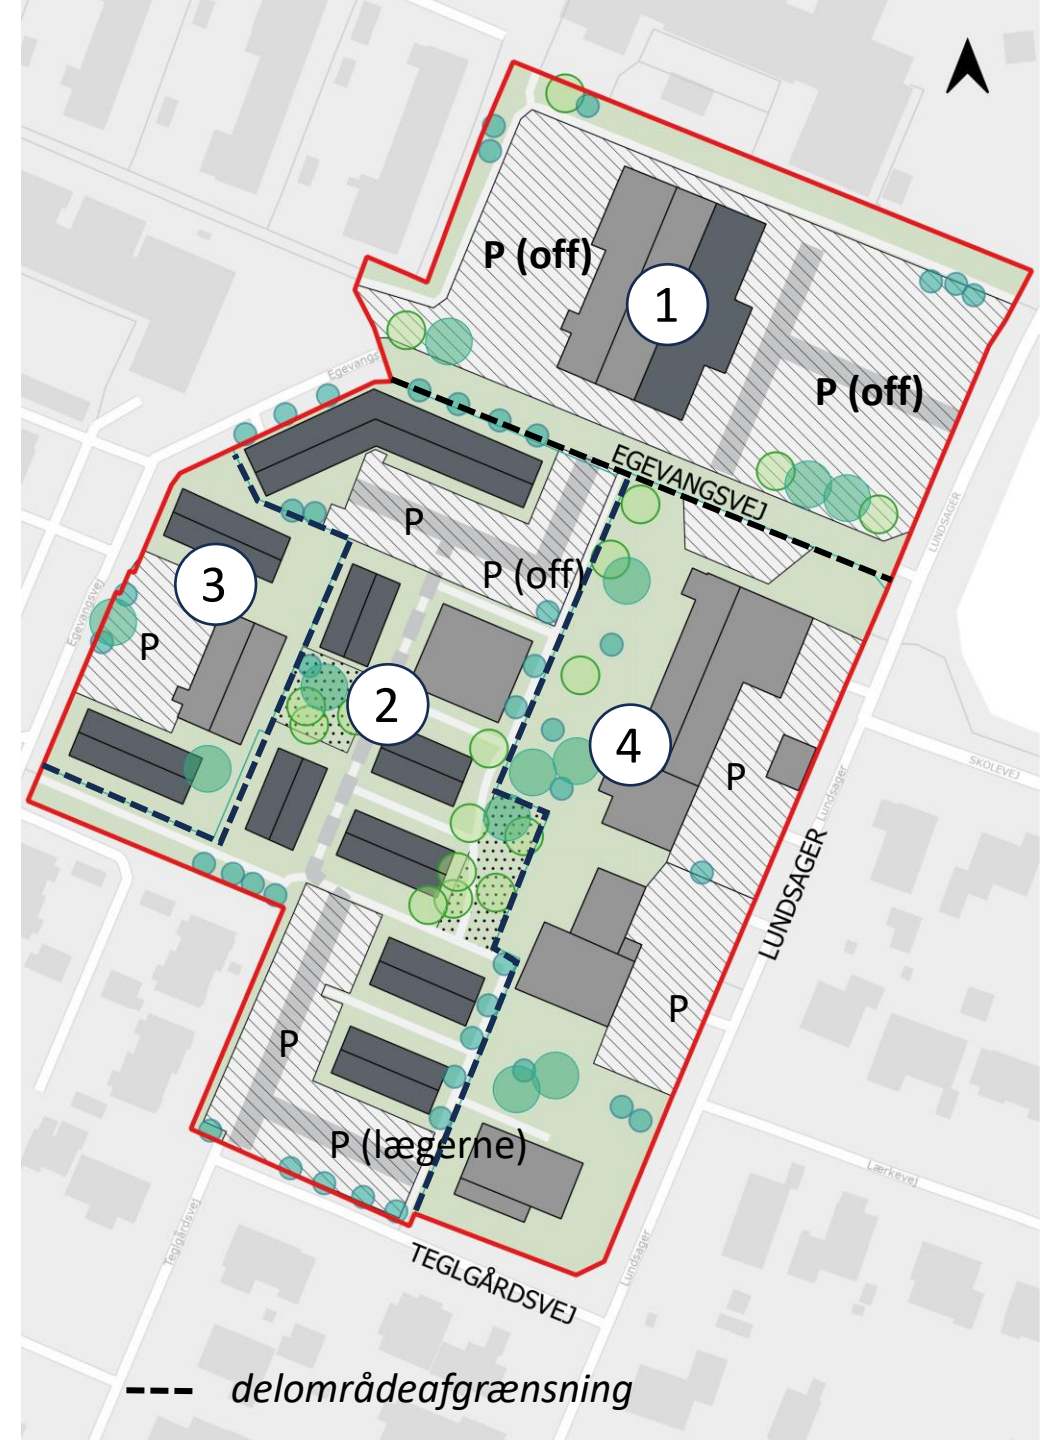 P (off)
1
P (off)
Egevangs
EGEVANGSVEJ
LUNDSAGER
P
P (off)
3
Egevangsvej
P
2
4
P
SKOLEVEJ
Lundsager
LUNDSAGER
P
P
P (lægerne)
Lærkevej
Teglgårdsvej
Lundsager
TEGLGÅRDSVEJ
delområdeafgrænsning